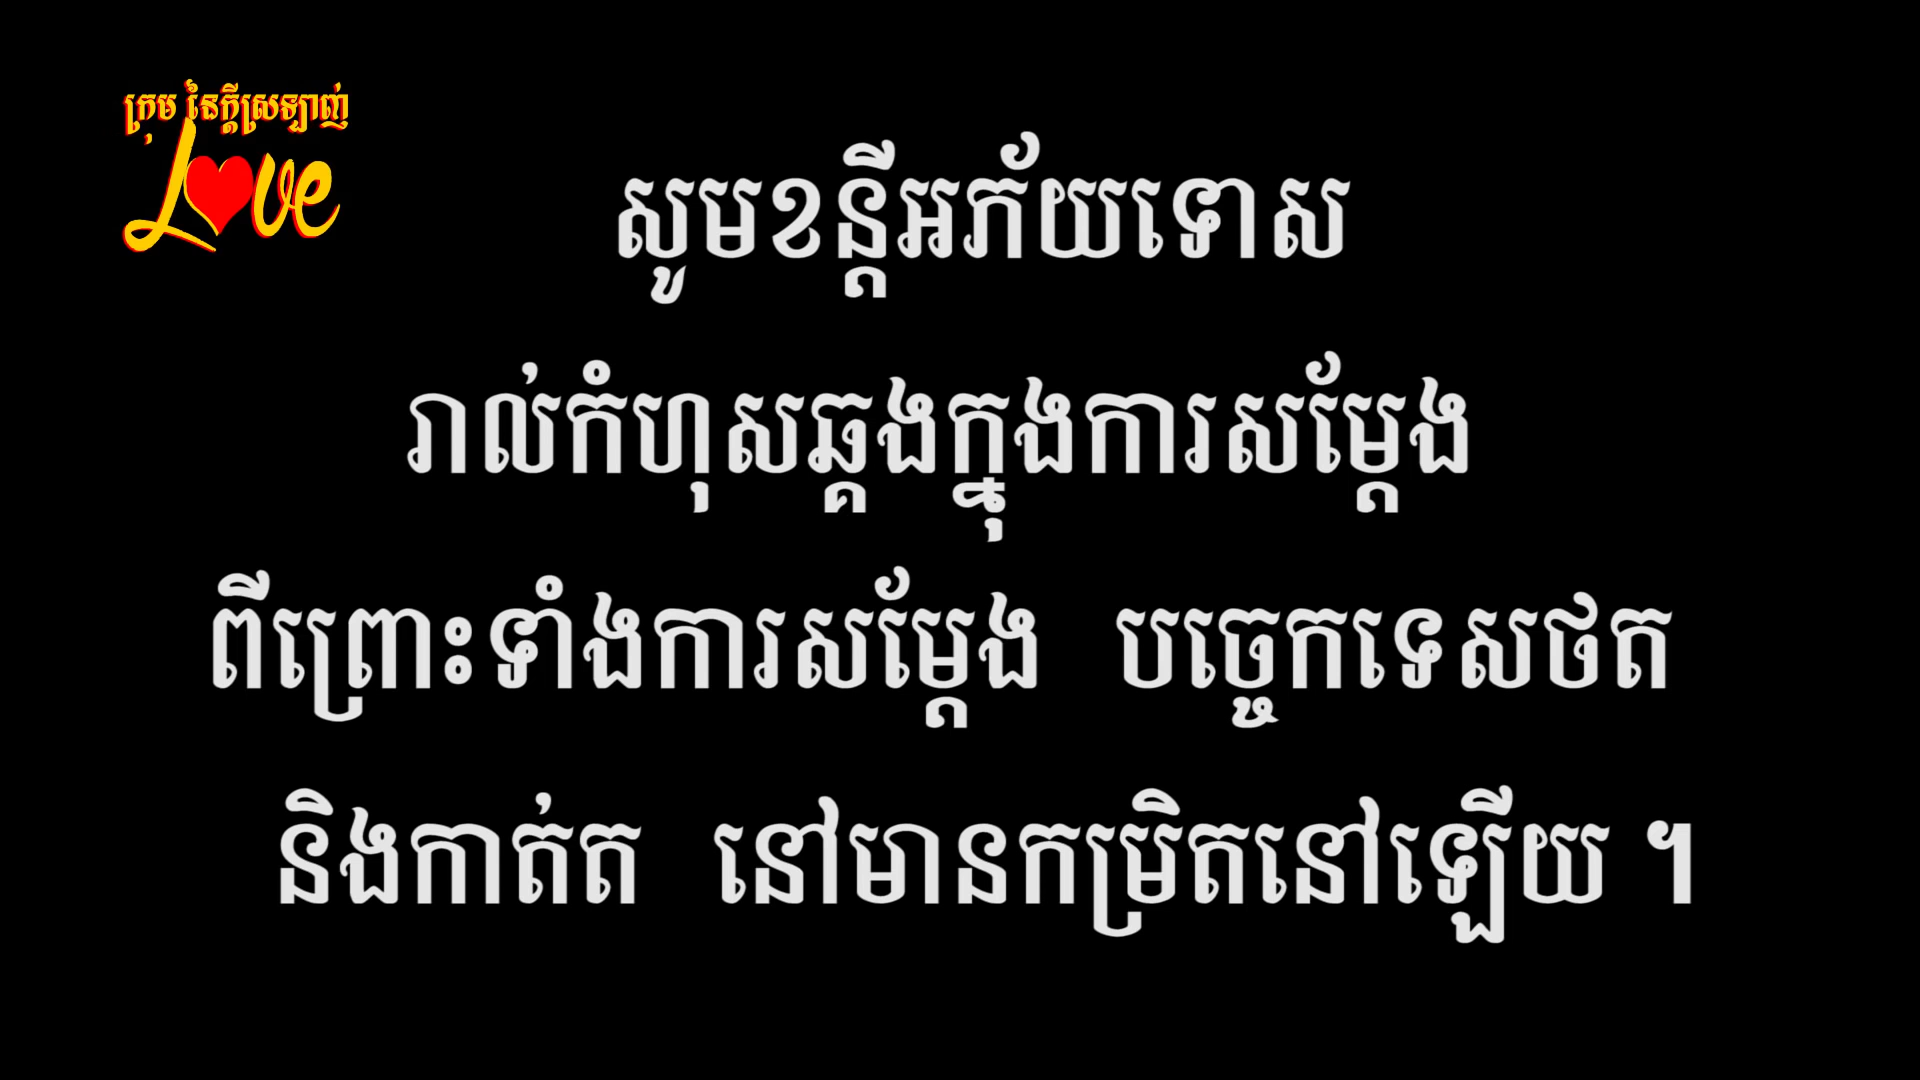 ក្រុម នៃក្ដីស្រឡាញ់
Love
សូមខន្តីអភ័យទោស
រាល់កំហុសឆ្គងក្នុងការសម្ដែង
ពីព្រោះទាំងការសម្ដែង បច្ចេកទេសថត
និងកាត់ត នៅមានកម្រិតនៅឡើយ ។